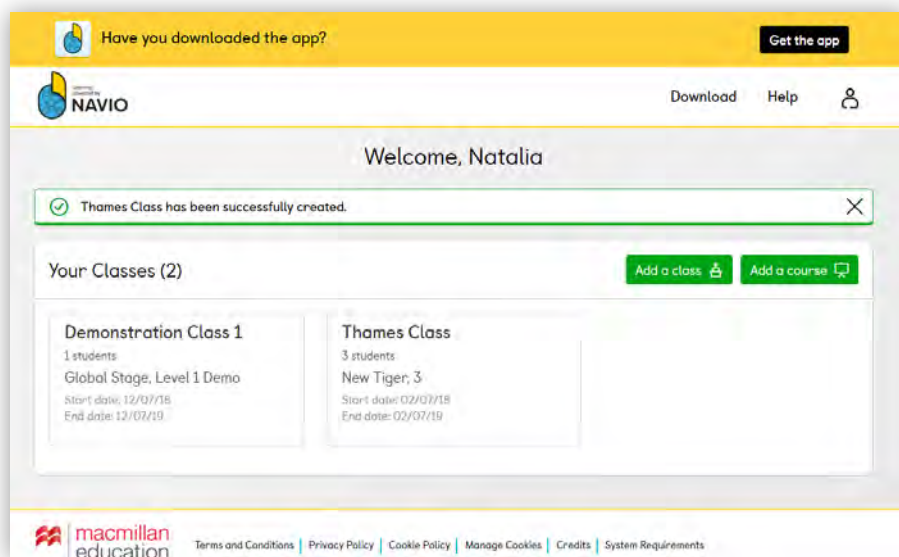 Have you downloaded the app?
Get the app
NAVIO
Download Help
Welcome, Natalia
Thames Class has been successfully created.
Your Classes (2)
Add a class
Add a course
Demonstration Class 1
1 students
Global Stage, Level 1 Demo
Start date: 12/07/18
End date: 12/07/19
Thames Class
3 students
New Tiger, 3
Start date: 02/07/18
End date: 02/07/19
macmillan
education
Terms and Conditions | Privacy Policy | Cookie Policy | Manage Cookies | Credits | System Requirements